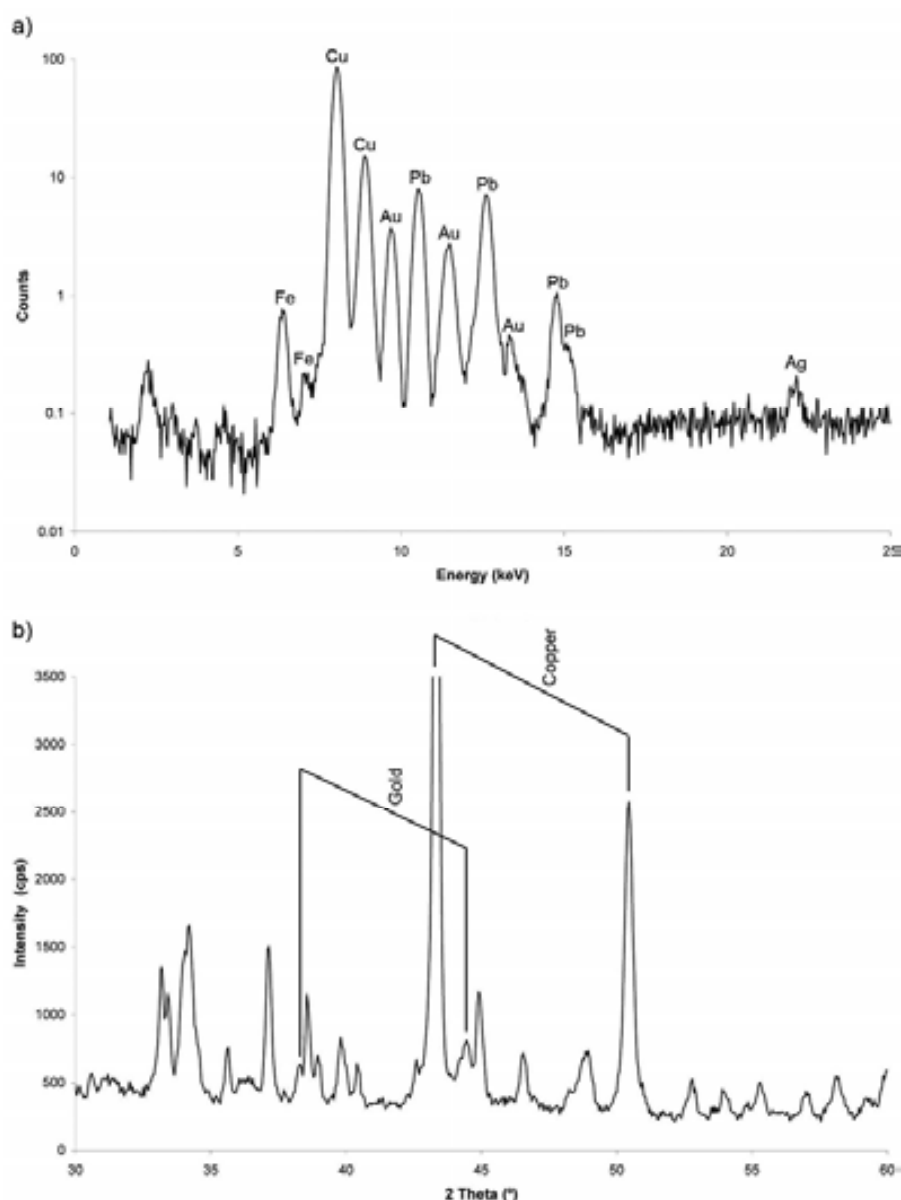 a)
100
10
1
0.1
0.01
Counts
Cu
Cu
Pb
Pb
Au
Au
Fe
Fe
Au
Pb
Pb
Ag
0
5
10
15
20
25
Energy (keV)
b)
Copper
Gold
3500
3000
2500
2000
1500
1000
500
0
Intensity (cps)
30
35
40
45
50
55
60
2 Theta (°)